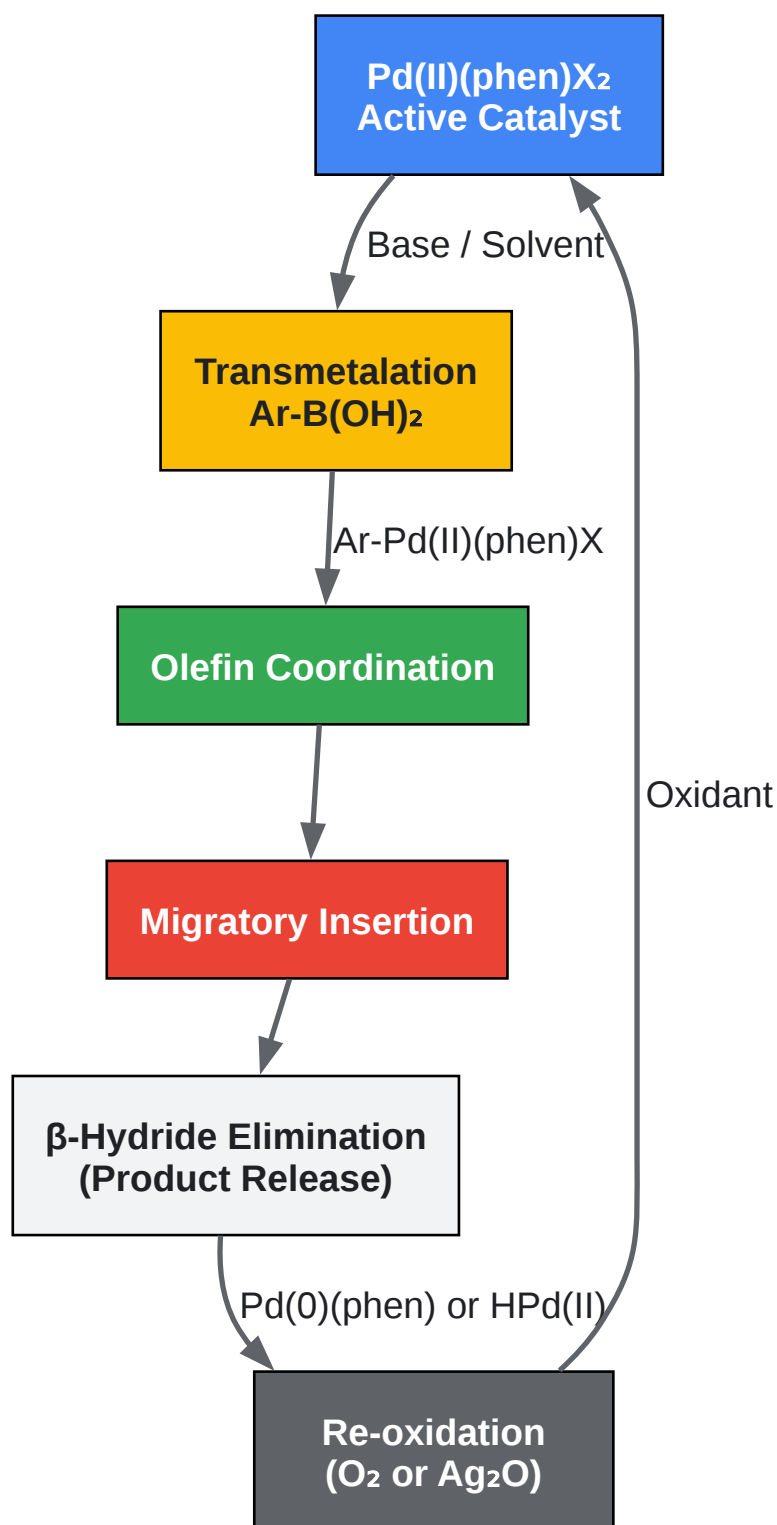 Pd(II)(phen)X₂
Active Catalyst
Base / Solvent
Transmetalation
Ar-B(OH)₂
Ar-Pd(II)(phen)X
Olefin Coordination
Oxidant
Migratory Insertion
β-Hydride Elimination
(Product Release)
Pd(0)(phen) or HPd(II)
Re-oxidation
(O₂ or Ag₂O)